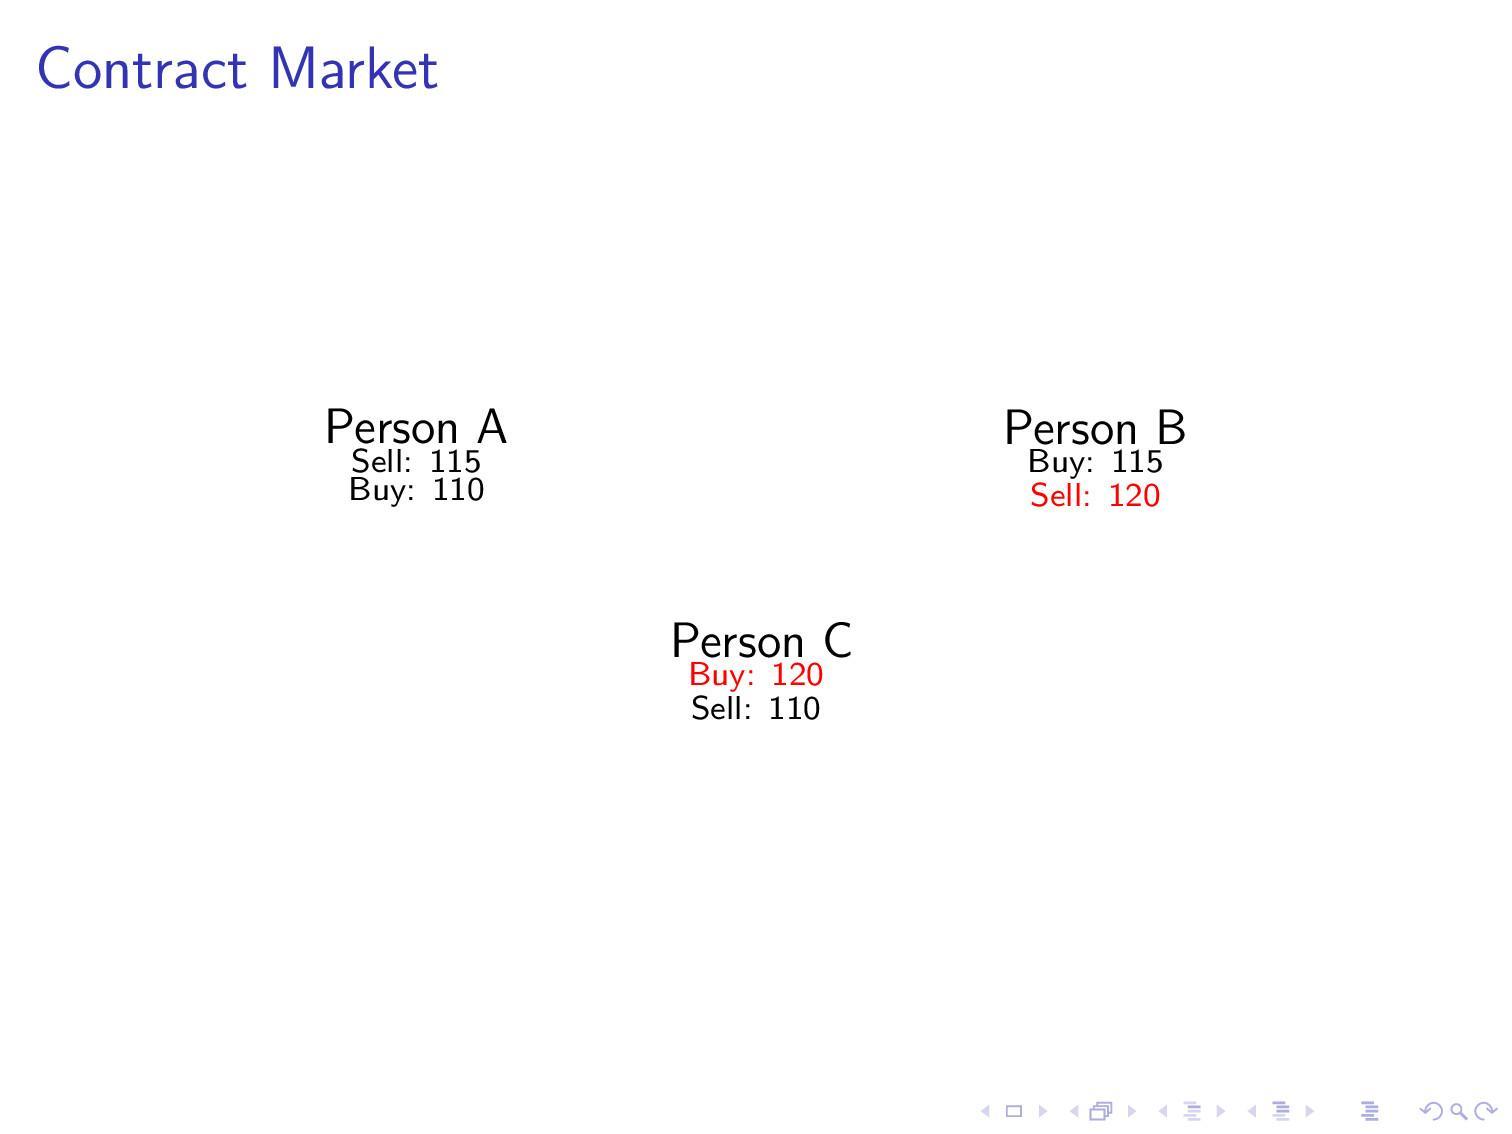 Contract Market
Person A
Sell: 115
Buy: 110
Person B
Buy: 115
Sell: 120
Person C
Buy: 120
Sell: 110